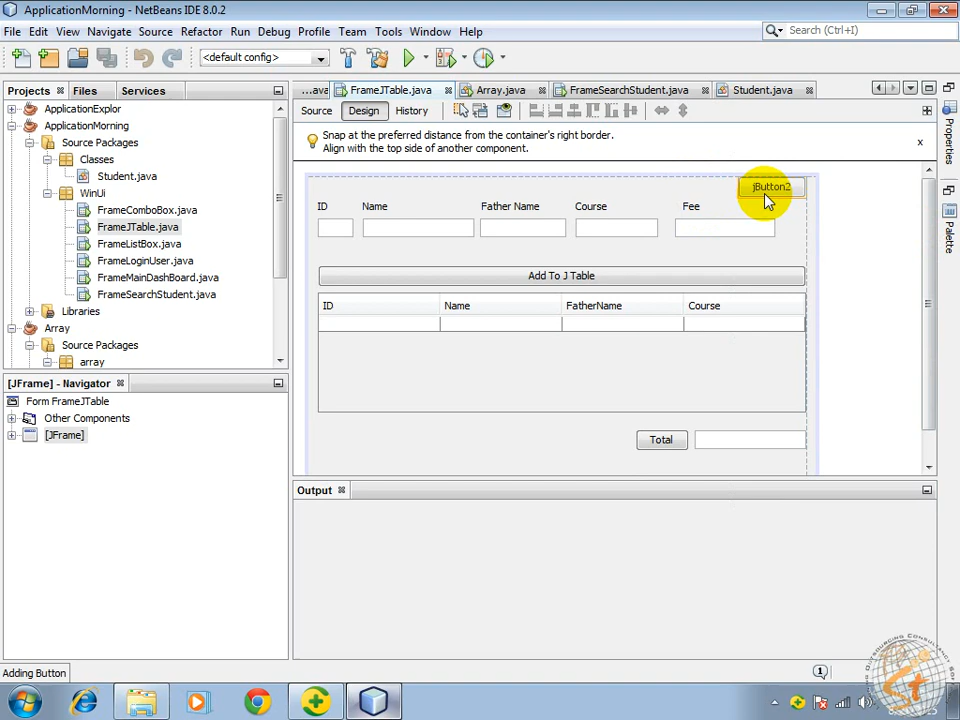 ApplicationMorning - NetBeans IDE 8.0.2
File Edit View Navigate Source Refactor Run Debug Profile Team Tools Window Help
Search (Ctrl+I)
<default config>
Projects Files Services
...ava FrameJTable.java Array.java FrameSearchStudent.java Student.java
Source Design History
ApplicationExplor
ApplicationMorning
Source Packages
Classes
Student.java
WinUi
FrameComboBox.java
FrameJTable.java
FrameListBox.java
FrameLoginUser.java
FrameMainDashBoard.java
FrameSearchStudent.java
Libraries
Array
Source Packages
array
Snap at the preferred distance from the container's right border.
Align with the top side of another component.
jButton2
ID Name Father Name Course Fee
Add To J Table
ID Name FatherName Course
Total
Properties
Palette
[JFrame] - Navigator
Form FrameJTable
Other Components
[JFrame]
Output
Adding Button
1